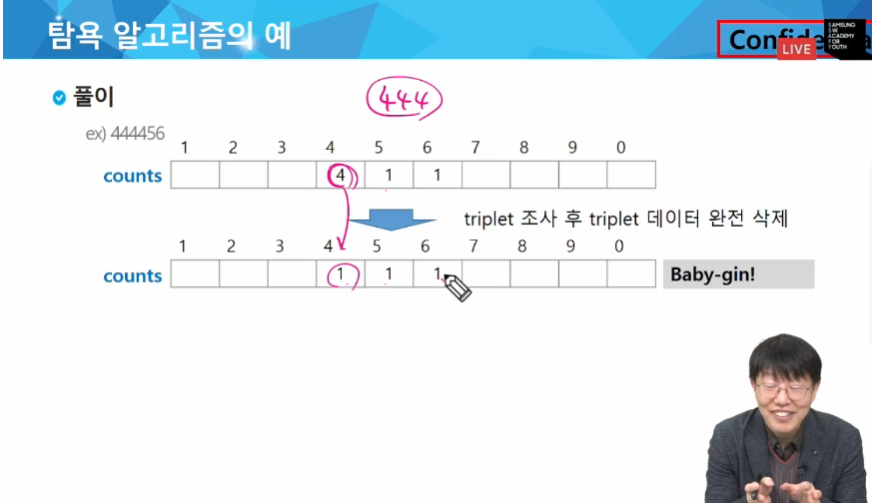 탐욕 알고리즘의 예
Confide
LIVE
SAMSUNG
SW
ACADEMY
FOR
YOUTH
풀이
444
ex) 444456
1 2 3 4 5 6 7 8 9 0
counts 4 1 1
triplet 조사 후 triplet 데이터 완전 삭제
1 2 3 4 5 6 7 8 9 0
counts 1 1 1 Baby-gin!